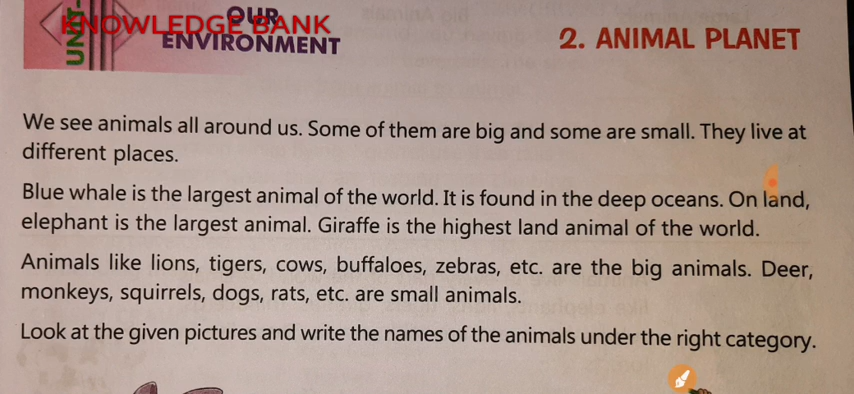 UNIT-
OUR
KNOWLEDGE BANK
ENVIRONMENT
2. ANIMAL PLANET
We see animals all around us. Some of them are big and some are small. They live at
different places.
Blue whale is the largest animal of the world. It is found in the deep oceans. On land,
elephant is the largest animal. Giraffe is the highest land animal of the world.
Animals like lions, tigers, cows, buffaloes, zebras, etc. are the big animals. Deer,
monkeys, squirrels, dogs, rats, etc. are small animals.
Look at the given pictures and write the names of the animals under the right category.